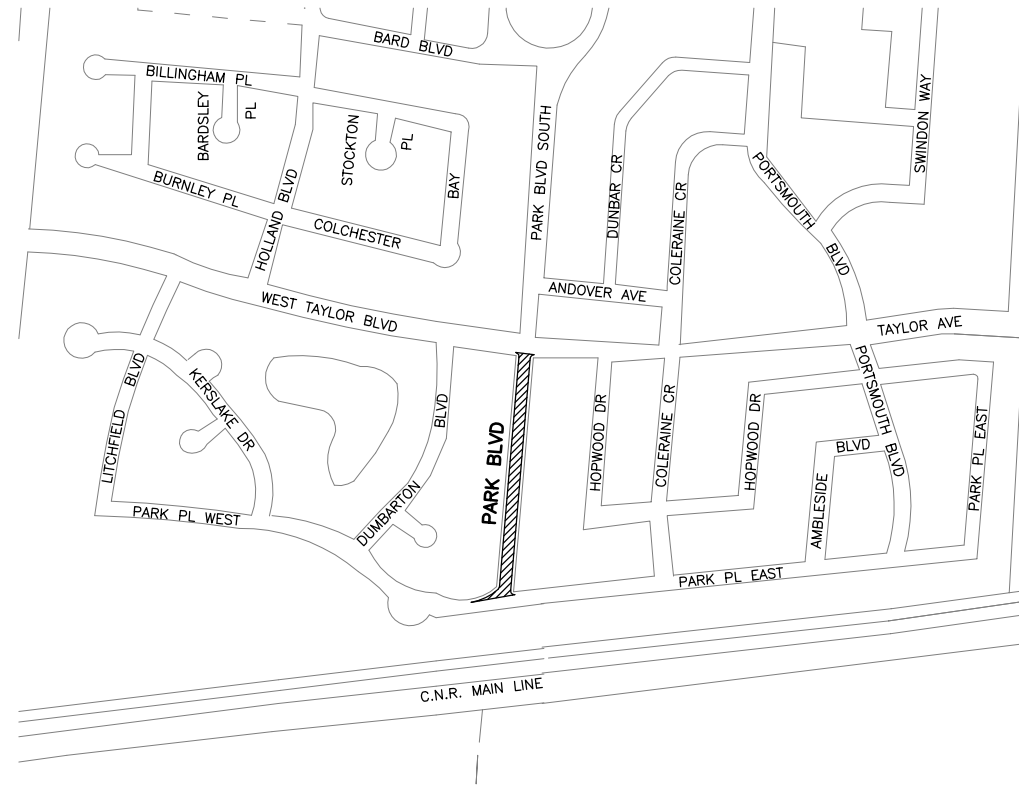 BARD BLVD
BILLINGHAM PL
BARDSLEY
PL
STOCKTON
PL
SWINDON WAY
PARK BLVD SOUTH
DUNBAR CR
COLERAINE CR
PORTSMOUTH
BLVD
BURNLEY PL
HOLLAND BLVD
BAY
COLCHESTER
ANDOVER AVE
WEST TAYLOR BLVD
TAYLOR AVE
LITCHFIELD
BLVD
KERSLAKE DR
BLVD
DUMBARTON
PARK BLVD
HOPWOOD DR
COLERAINE CR
HOPWOOD DR
PORTSMOUTH BLVD
BLVD
AMBLESIDE
PARK PL EAST
PARK PL WEST
PARK PL EAST
C.N.R. MAIN LINE